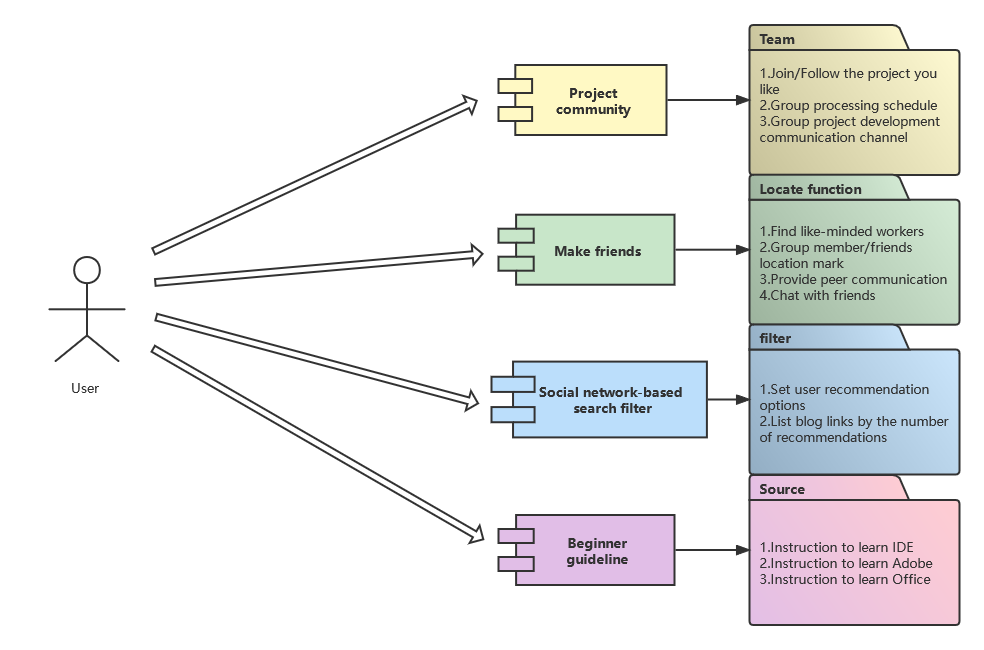 User
Project
community
Make friends
Social network-based
search filter
Beginner
guideline
Team
1.Join/Follow the project you
like
2.Group processing schedule
3.Group project development
communication channel
Locate function
1.Find like-minded workers
2.Group member/friends
location mark
3.Provide peer communication
4.Chat with friends
filter
1.Set user recommendation
options
2.List blog links by the number
of recommendations
Source
1.Instruction to learn IDE
2.Instruction to learn Adobe
3.Instruction to learn Office